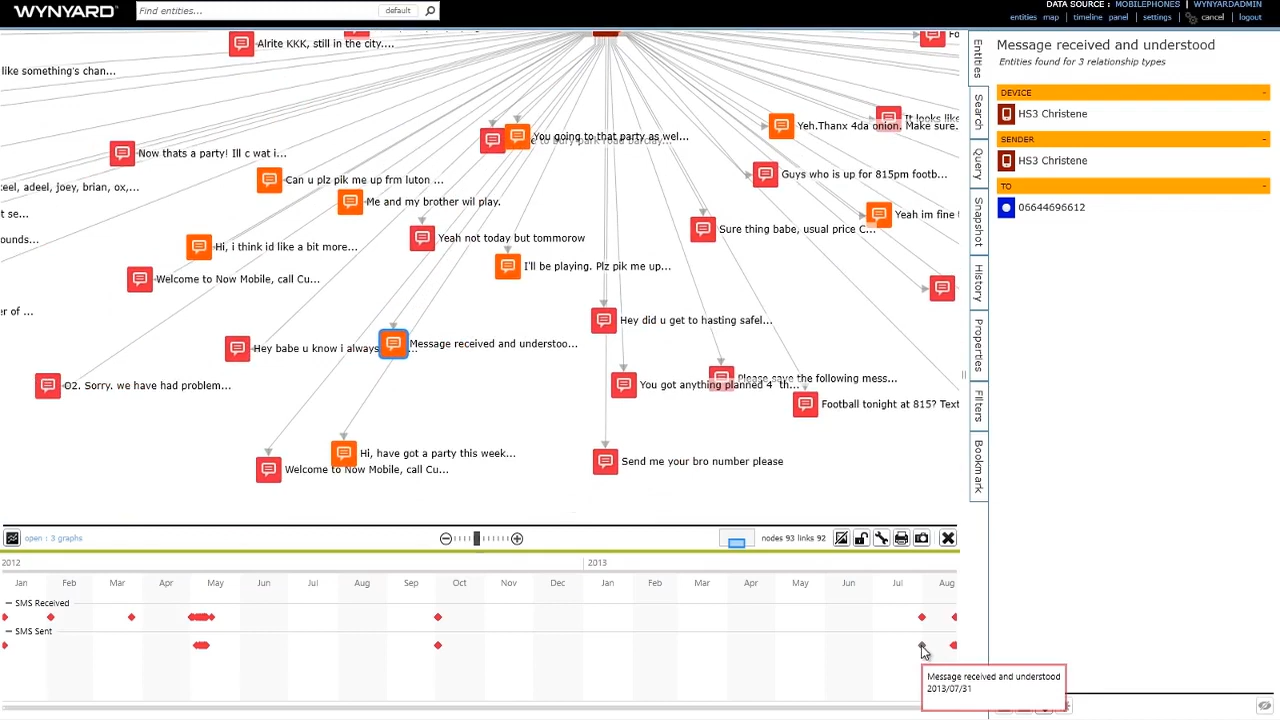 WYNYARD
Find entities...
default
DATA SOURCE : MOBILEPHONES | WYNYARDADMIN
entities map | timeline panel | settings | cancel | logout
Alrite KKK, still in the city....
like something's chan...
It looks like
You going to that party as wel...
Yeh.Thanx 4da onion, Make sure.
Now thats a party! Ill c wat i...
Guys who is up for 815pm footb...
Can u plz pik me up frm luton ...
eel, adeel, joey, brian, ox,...
Me and my brother wil play.
t se...
Yeah im fine
Sure thing babe, usual price C...
ounds...
Yeah not today but tommorow
Hi, i think id like a bit more...
I'll be playing. Plz pik me up...
Welcome to Now Mobile, call Cu...
er of ...
Hey did u get to hasting safel...
Message received and understoo...
Hey babe u know i always
Please save the following mess...
You got anything planned 4 th...
O2. Sorry, we have had problem...
Football tonight at 815? Text
Hi, have got a party this week...
Send me your bro number please
Welcome to Now Mobile, call Cu...
Entities
Search
Query
Snapshot
History
Properties
Filters
Bookmark
Message received and understood
Entities found for 3 relationship types
DEVICE
HS3 Christene
SENDER
HS3 Christene
TO
06644696612
open : 3 graphs
nodes 93 links 92
2012
2013
Jan Feb Mar Apr May Jun Jul Aug Sep Oct Nov Dec Jan Feb Mar Apr May Jun Jul Aug
SMS Received
SMS Sent
Message received and understood
2013/07/31